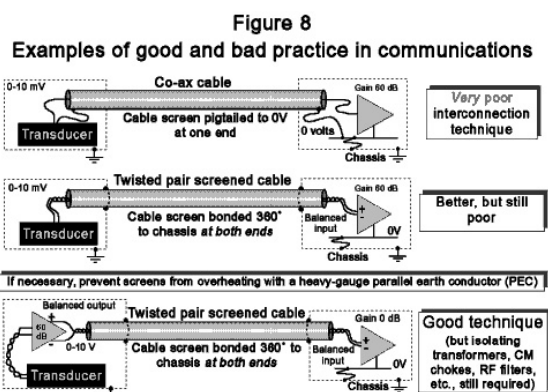 Figure 8
Examples of good and bad practice in communications
0-10 mV
Co-ax cable
Gain 60 dB
Transducer
Cable screen pigtailed to 0V
at one end
0 volts
Chassis
Very poor
interconnection
technique
0-10 mV
Twisted pair screened cable
Gain 60 dB
Transducer
Cable screen bonded 360°
to chassis at both ends
Balanced
input
0V
Chassis
Better, but still
poor
If necessary, prevent screens from overheating with a heavy-gauge parallel earth conductor (PEC)
Balanced output
60
dB
0-10 V
Twisted pair screened cable
Gain 0
dB
Transducer
Cable screen bonded 360° to
chassis at both ends
Balanced
input
0V
Chassis
Good technique
(but isolating
transformers, CM
chokes, RF filters,
etc., still required)